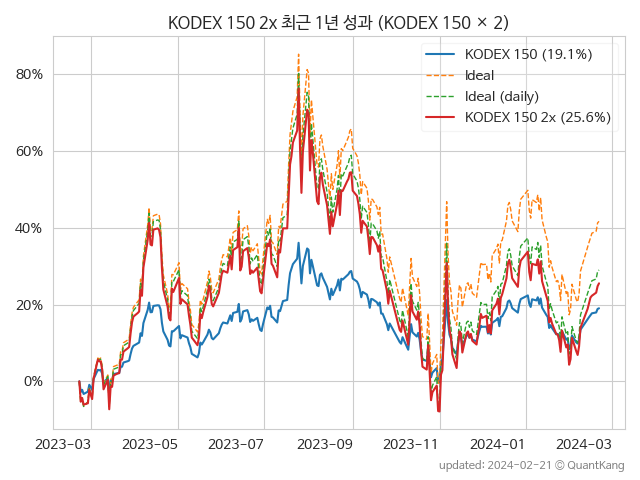 KODEX 150 2x 최근 1년 성과 (KODEX 150 × 2)
KODEX 150 (19.1%)
Ideal
Ideal (daily)
KODEX 150 2x (25.6%)
80%
60%
40%
20%
0%
2023-03 2023-05 2023-07 2023-09 2023-11 2024-01 2024-03
updated: 2024-02-21 © QuantKang